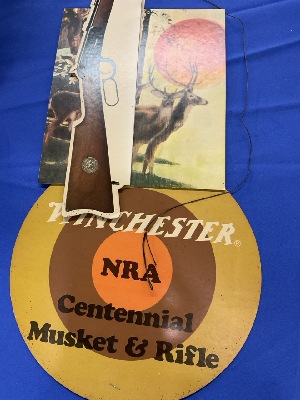 WINCHESTER®
NRA
Centennial
Musket & Rifle